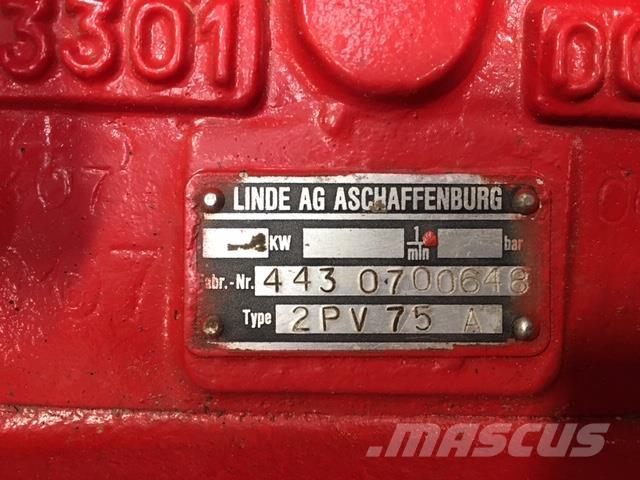 3301
LINDE AG ASCHAFFENBURG
KW 1/min bar
abr.-Nr. 443 0700648
Type 2PV 75 A
MASCUS